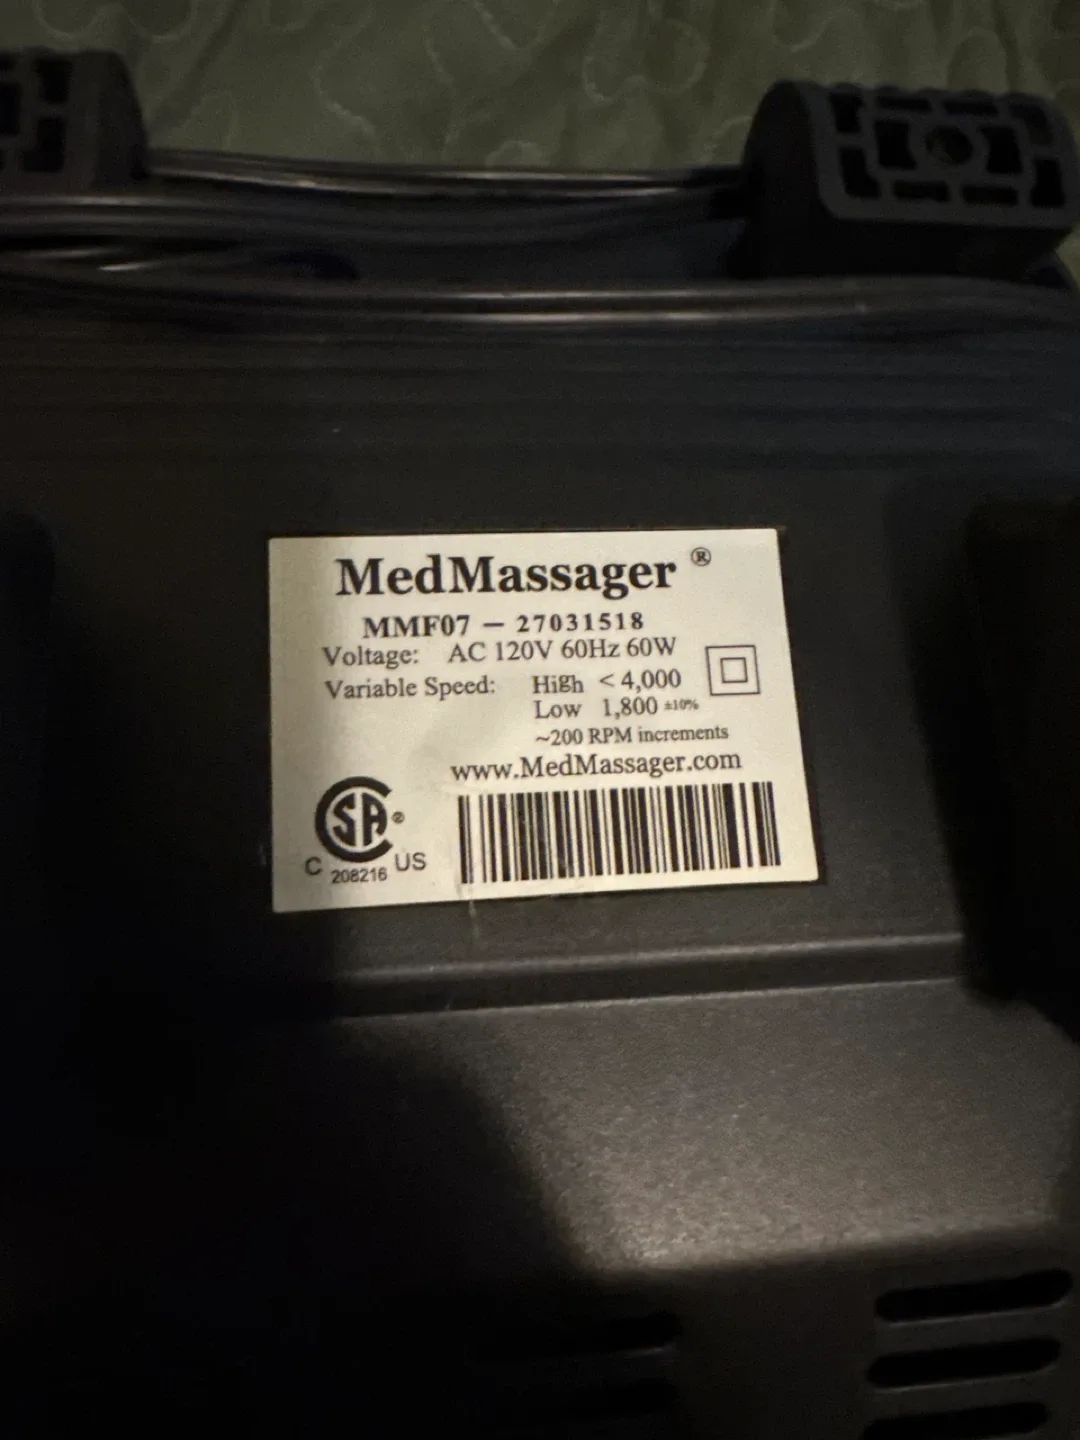 MedMassager ®
MMF07 — 27031518
Voltage: AC 120V 60Hz 60W
Variable Speed: High < 4,000
Low 1,800 ±10%
~200 RPM increments
www.MedMassager.com
CSA®
C 208216 US